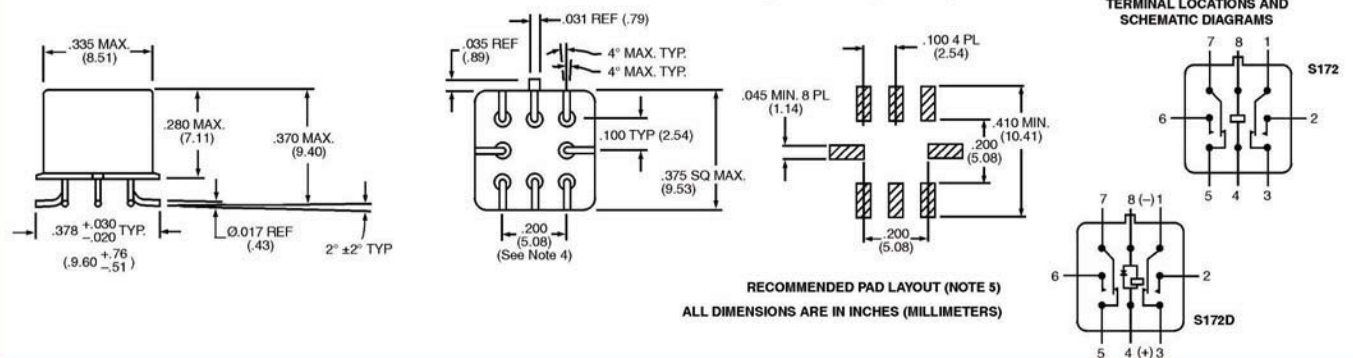 .335 MAX.
(8.51)
.280 MAX.
(7.11)
.370 MAX.
(9.40)
.378 +.030 –.020 TYP.
(.9.60 +.76 –.51 )
Ø.017 REF
(.43)
2° ±2° TYP
.031 REF (.79)
.035 REF
(.89)
4° MAX. TYP.
4° MAX. TYP.
.100 TYP (2.54)
.375 SQ MAX.
(9.53)
.200
(5.08)
(See Note 4)
.100 4 PL
(2.54)
.045 MIN. 8 PL
(1.14)
.410 MIN.
(10.41)
.200
(5.08)
.200
(5.08)
RECOMMENDED PAD LAYOUT (NOTE 5)
ALL DIMENSIONS ARE IN INCHES (MILLIMETERS)
TERMINAL LOCATIONS AND
SCHEMATIC DIAGRAMS
7 8 1
S172
6 2
5 4 3
7 8 (–) 1
6 2
S172D
5 4 (+) 3